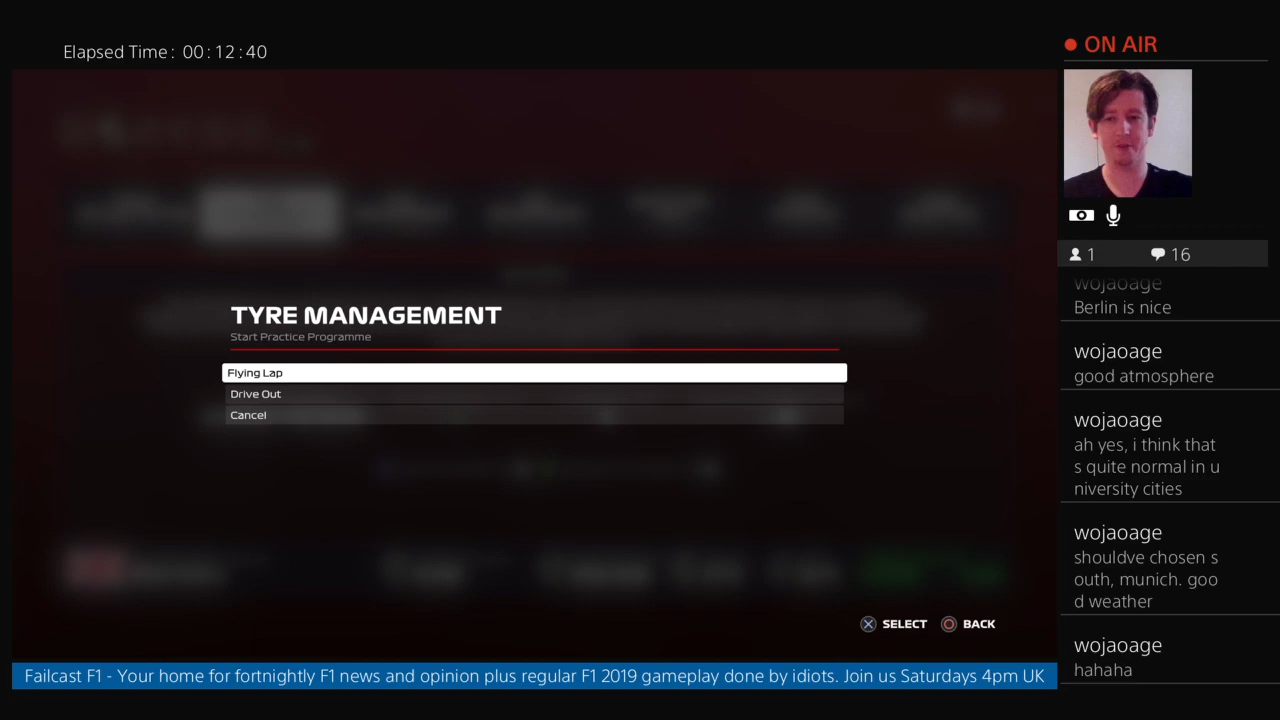 Elapsed Time: 00:12:40
ON AIR
1 16
wojaoage
Berlin is nice
wojaoage
good atmosphere
wojaoage
ah yes, i think that
s quite normal in u
niversity cities
wojaoage
shouldve chosen s
outh, munich. goo
d weather
wojaoage
hahaha
TYRE MANAGEMENT
Start Practice Programme
Flying Lap
Drive Out
Cancel
SELECT BACK
Failcast F1 - Your home for fortnightly F1 news and opinion plus regular F1 2019 gameplay done by idiots. Join us Saturdays 4pm UK